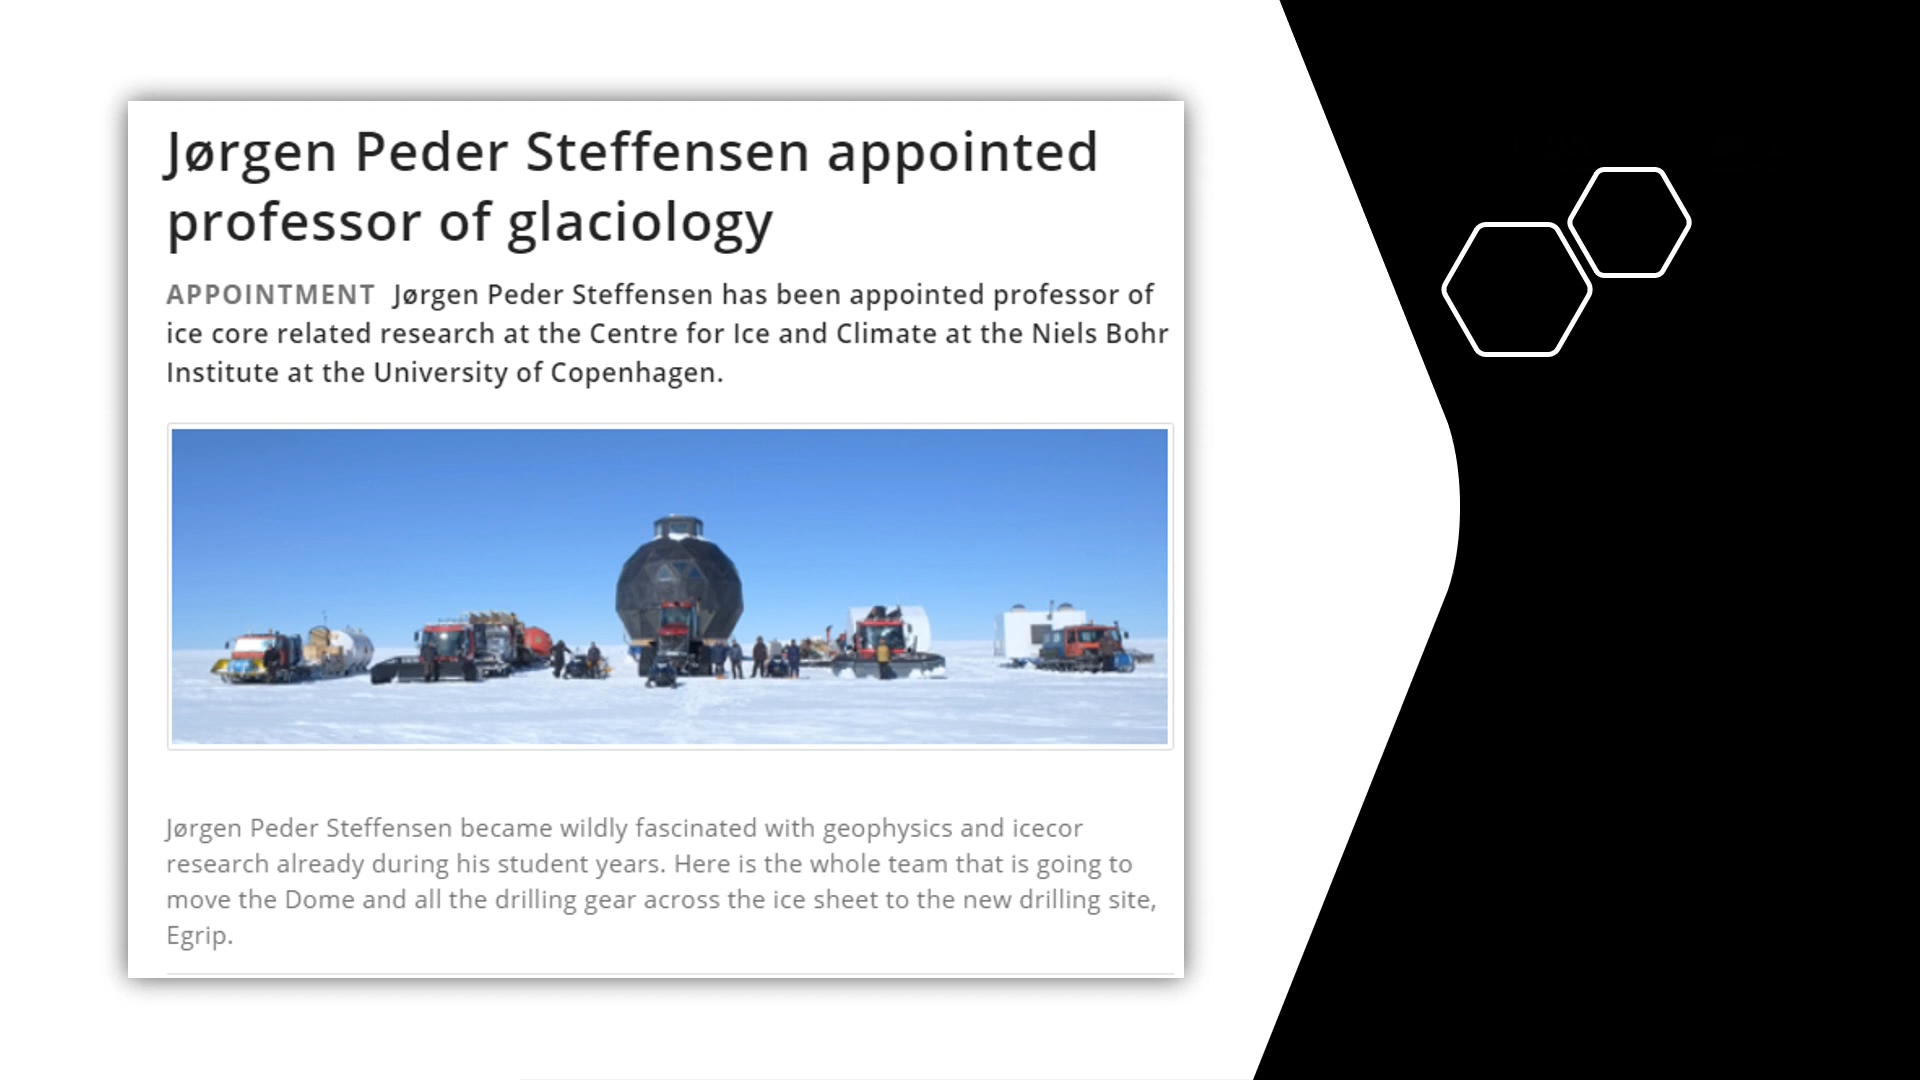 Jørgen Peder Steffensen appointed
professor of glaciology
APPOINTMENT Jørgen Peder Steffensen has been appointed professor of
ice core related research at the Centre for Ice and Climate at the Niels Bohr
Institute at the University of Copenhagen.
Jørgen Peder Steffensen became wildly fascinated with geophysics and icecor
research already during his student years. Here is the whole team that is going to
move the Dome and all the drilling gear across the ice sheet to the new drilling site,
Egrip.